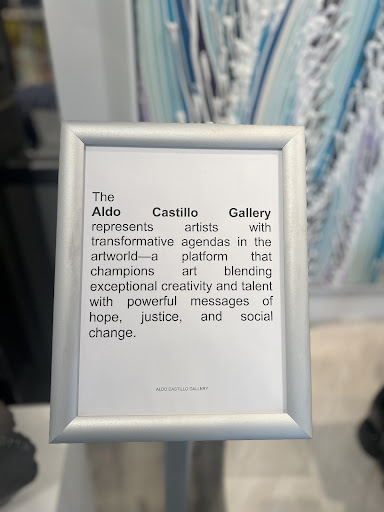 The
Aldo Castillo Gallery
represents artists with
transformative agendas in the
artworld—a platform that
champions art blending
exceptional creativity and talent
with powerful messages of
hope, justice, and social
change.
ALDO CASTILLO GALLERY